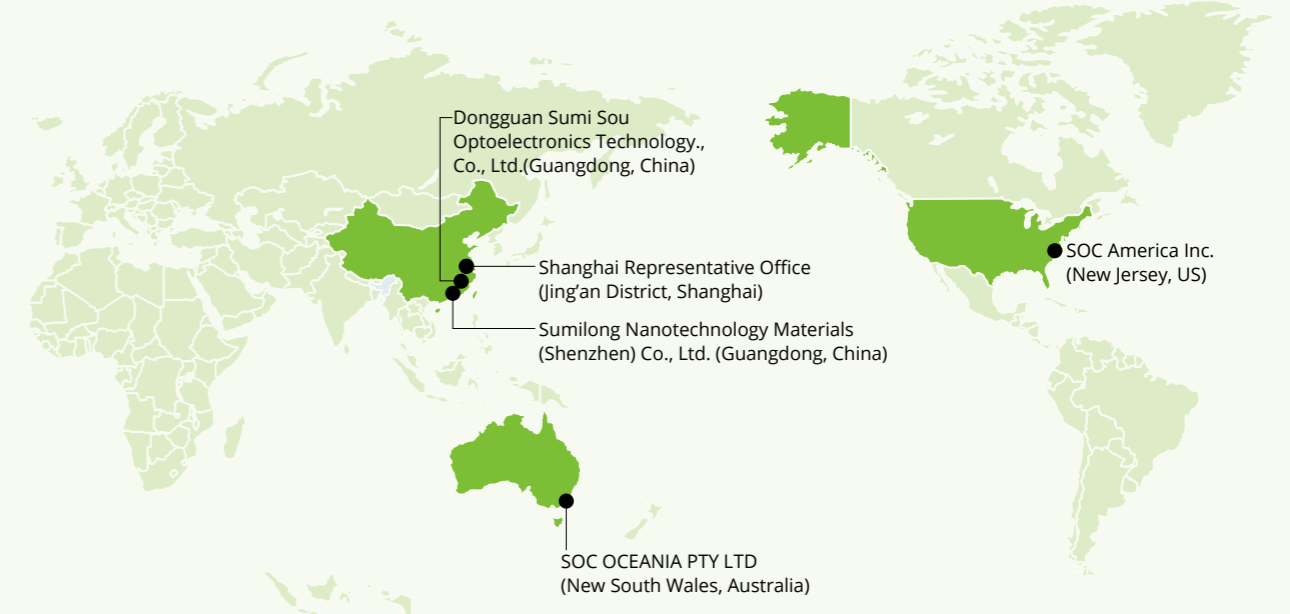 Dongguan Sumi Sou
Optoelectronics Technology.,
Co., Ltd.(Guangdong, China)
Shanghai Representative Office
(Jing’an District, Shanghai)
Sumilong Nanotechnology Materials
(Shenzhen) Co., Ltd. (Guangdong, China)
SOC America Inc.
(New Jersey, US)
SOC OCEANIA PTY LTD
(New South Wales, Australia)